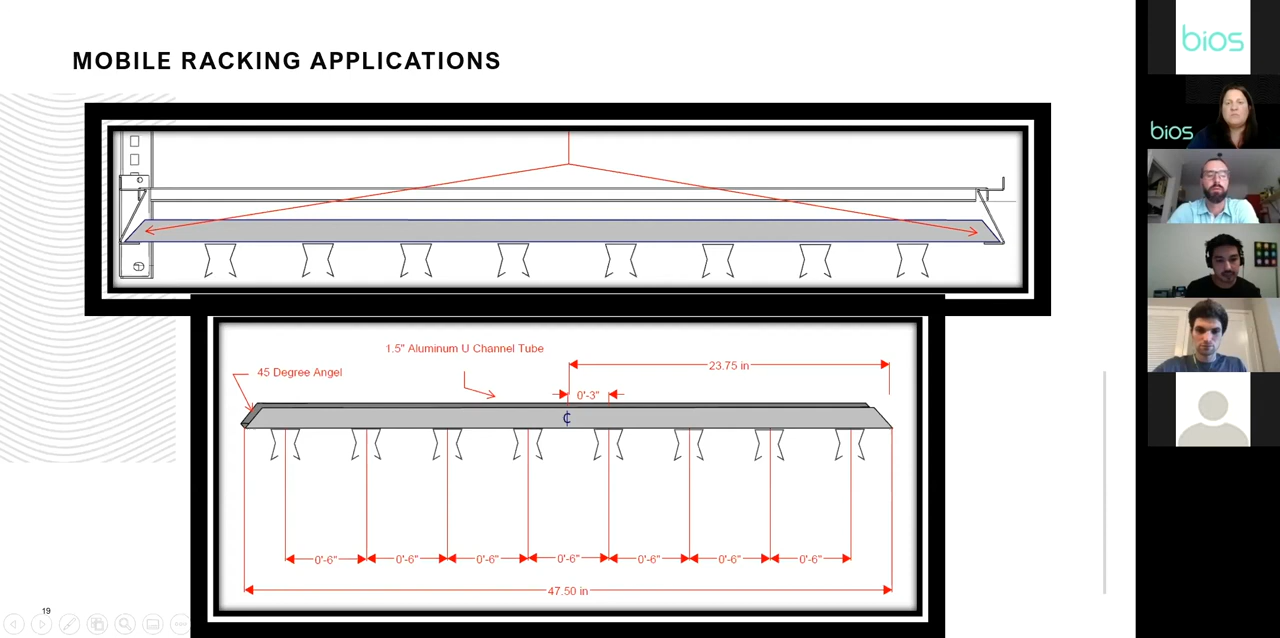 MOBILE RACKING APPLICATIONS
bios
bios
1.5" Aluminum U Channel Tube
23.75 in
45 Degree Angel
0'-3"
¢
0'-6" 0'-6" 0'-6" 0'-6" 0'-6" 0'-6" 0'-6"
47.50 in
19